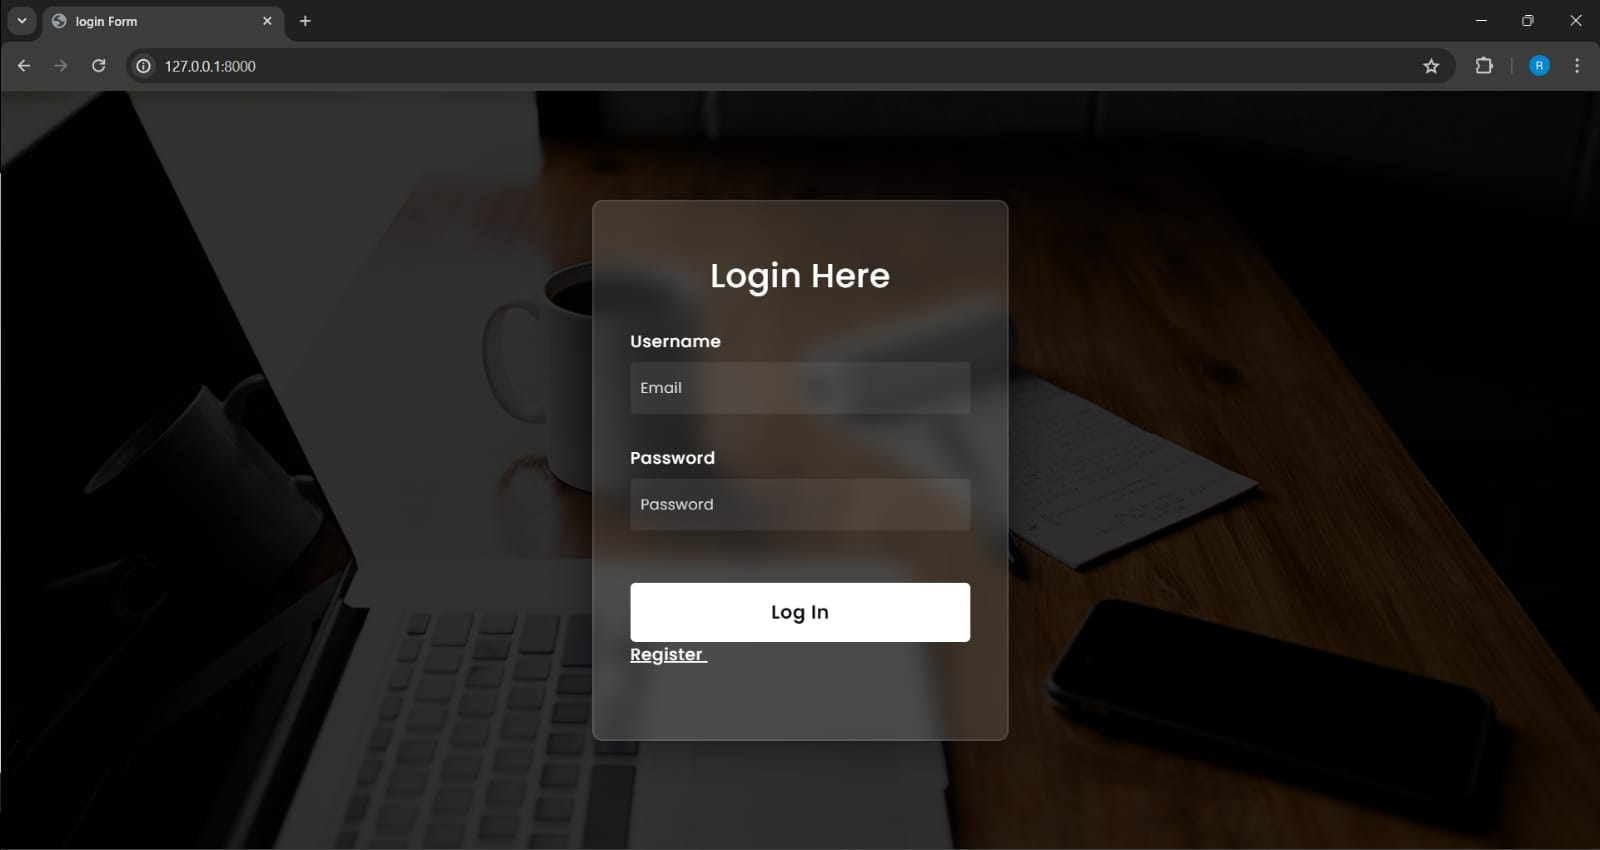 login Form
127.0.0.1:8000
R
Login Here
Username
Email
Password
Password
Log In
Register